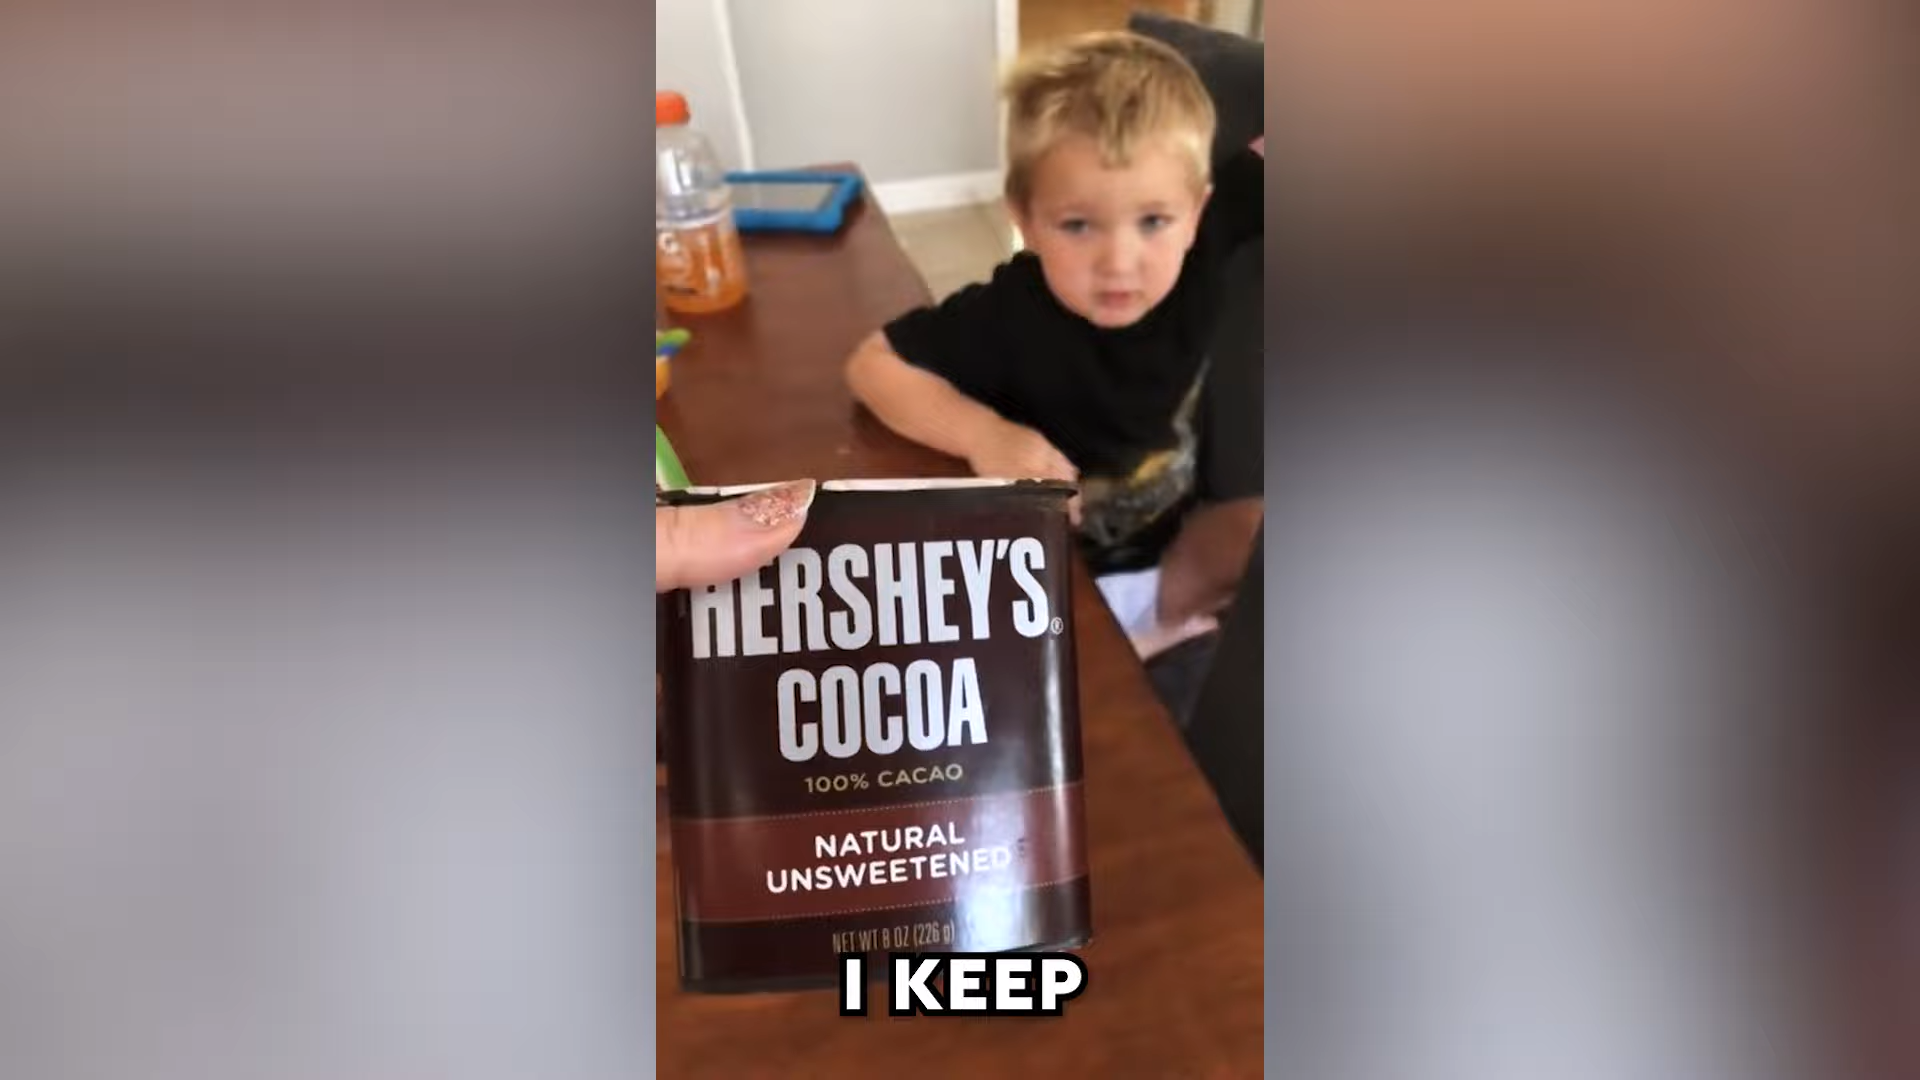 G
HERSHEY'S®
COCOA
100% CACAO
NATURAL
UNSWEETENED
NET WT 8 OZ (226 g)
I KEEP